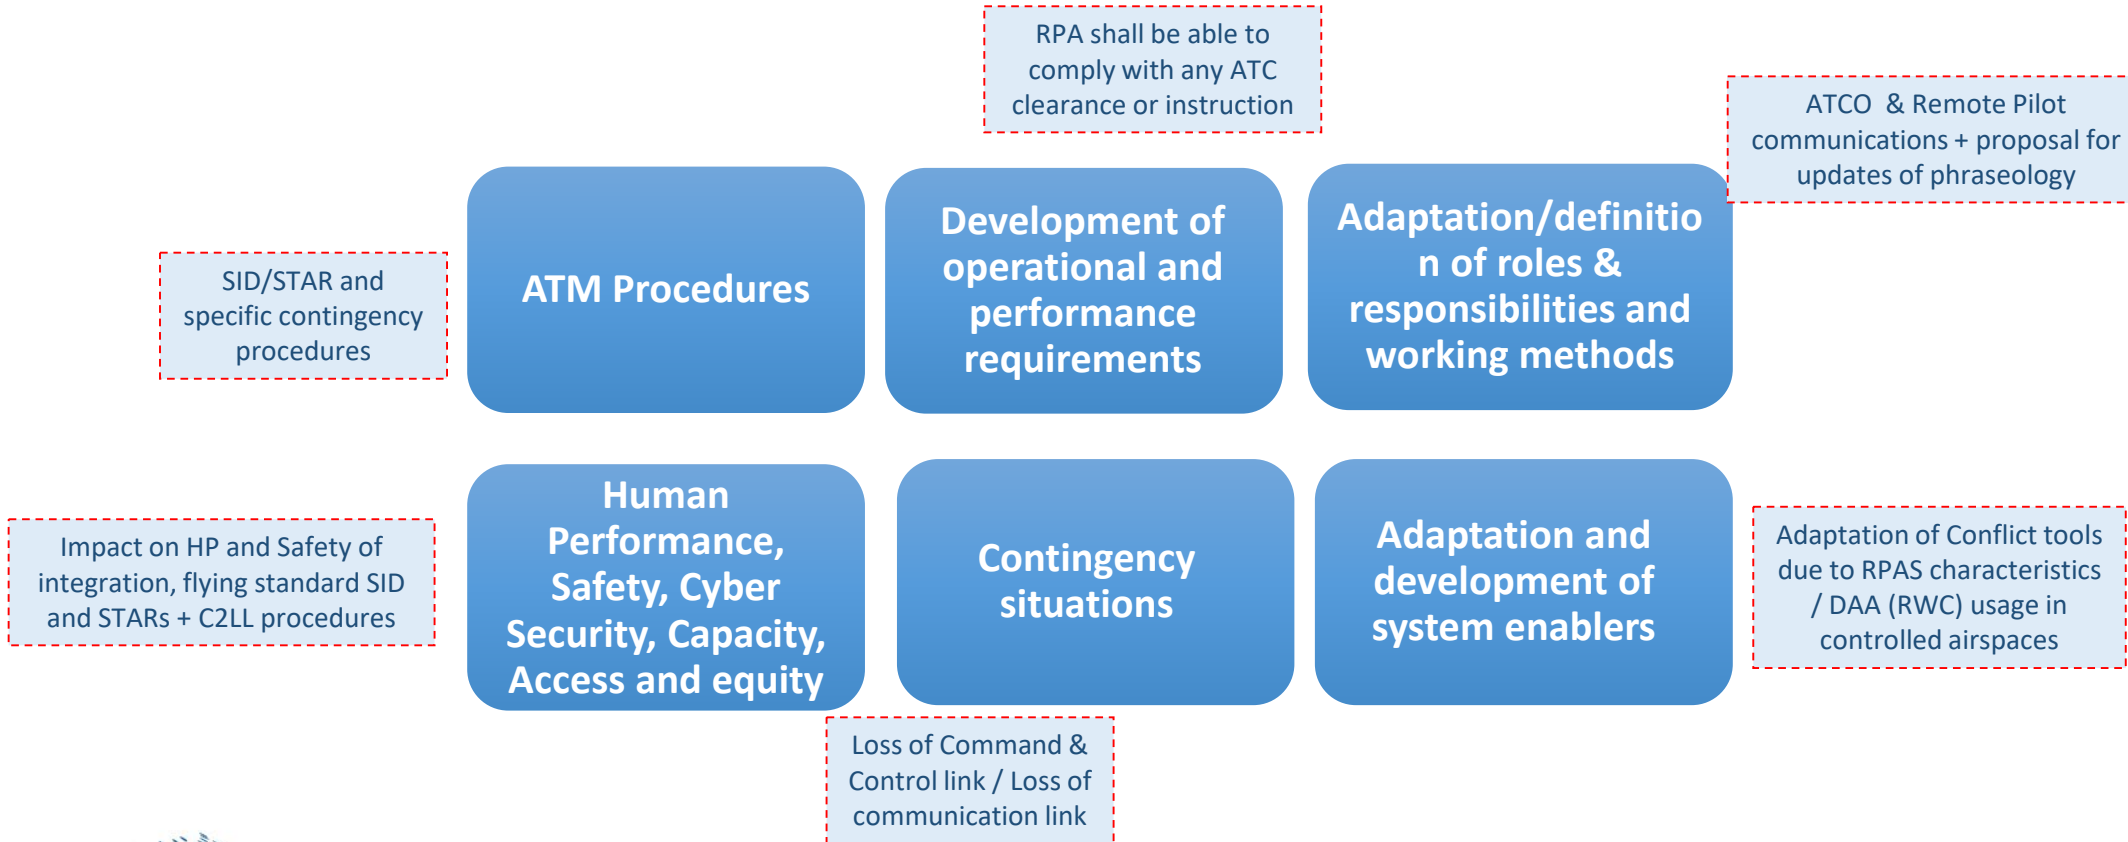 RPA shall be able to
comply with any ATC
clearance or instruction
ATCO & Remote Pilot
communications + proposal for
updates of phraseology
SID/STAR and
specific contingency
procedures
ATM Procedures
Development of
operational and
performance
requirements
Adaptation/definitio
n of roles &
responsibilities and
working methods
Impact on HP and Safety of
integration, flying standard SID
and STARs + C2LL procedures
Human
Performance,
Safety, Cyber
Security, Capacity,
Access and equity
Contingency
situations
Adaptation and
development of
system enablers
Adaptation of Conflict tools
due to RPAS characteristics
/ DAA (RWC) usage in
controlled airspaces
Loss of Command &
Control link / Loss of
communication link